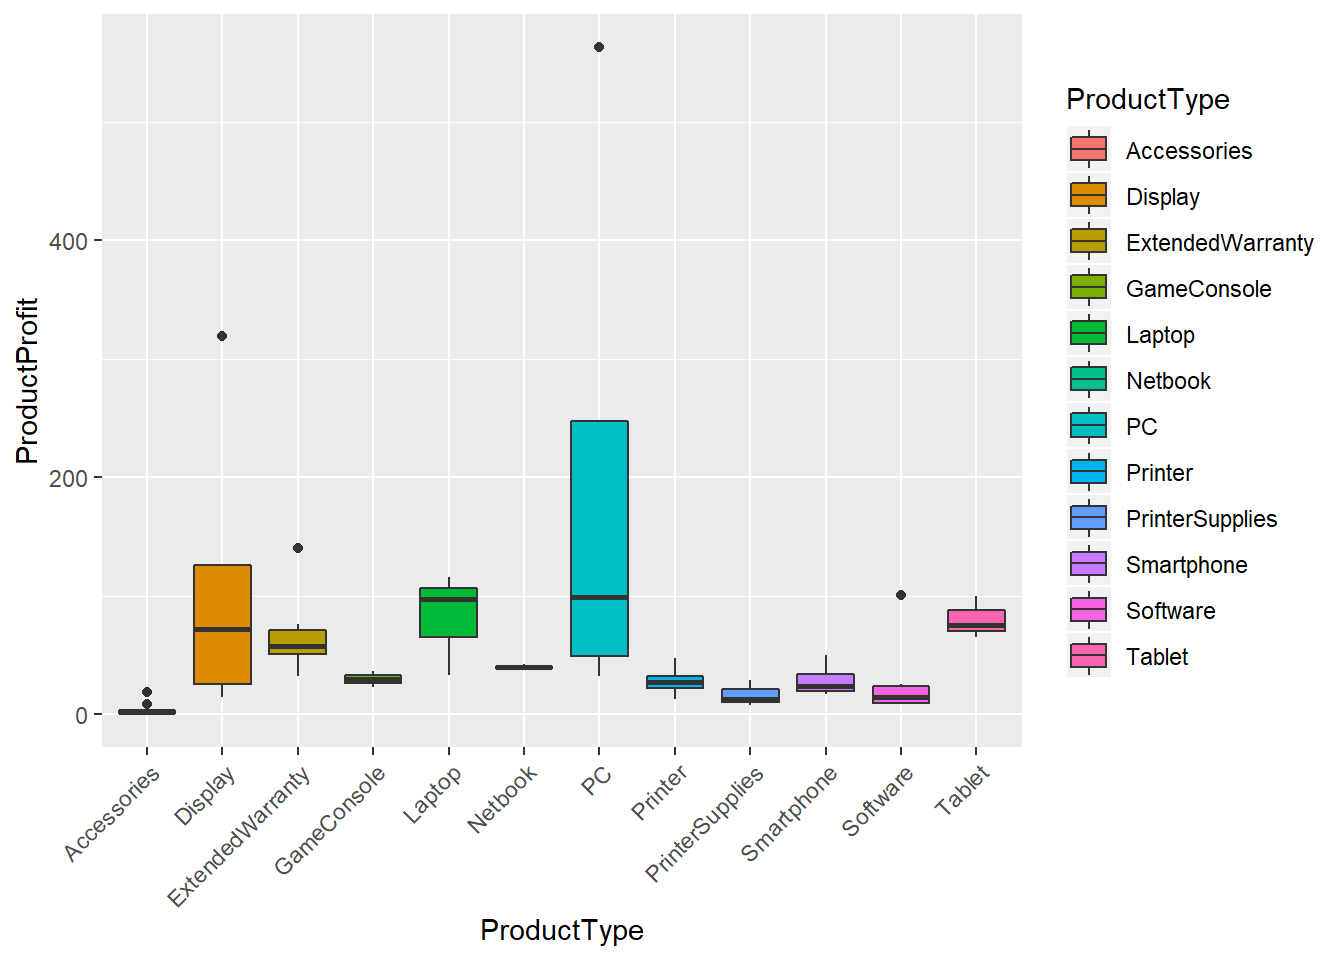 ProductProfit
400
200
0
Accessories
Display
ExtendedWarranty
GameConsole
Laptop
Netbook
PC
Printer
PrinterSupplies
Smartphone
Software
Tablet
ProductType
ProductType
Accessories
Display
ExtendedWarranty
GameConsole
Laptop
Netbook
PC
Printer
PrinterSupplies
Smartphone
Software
Tablet